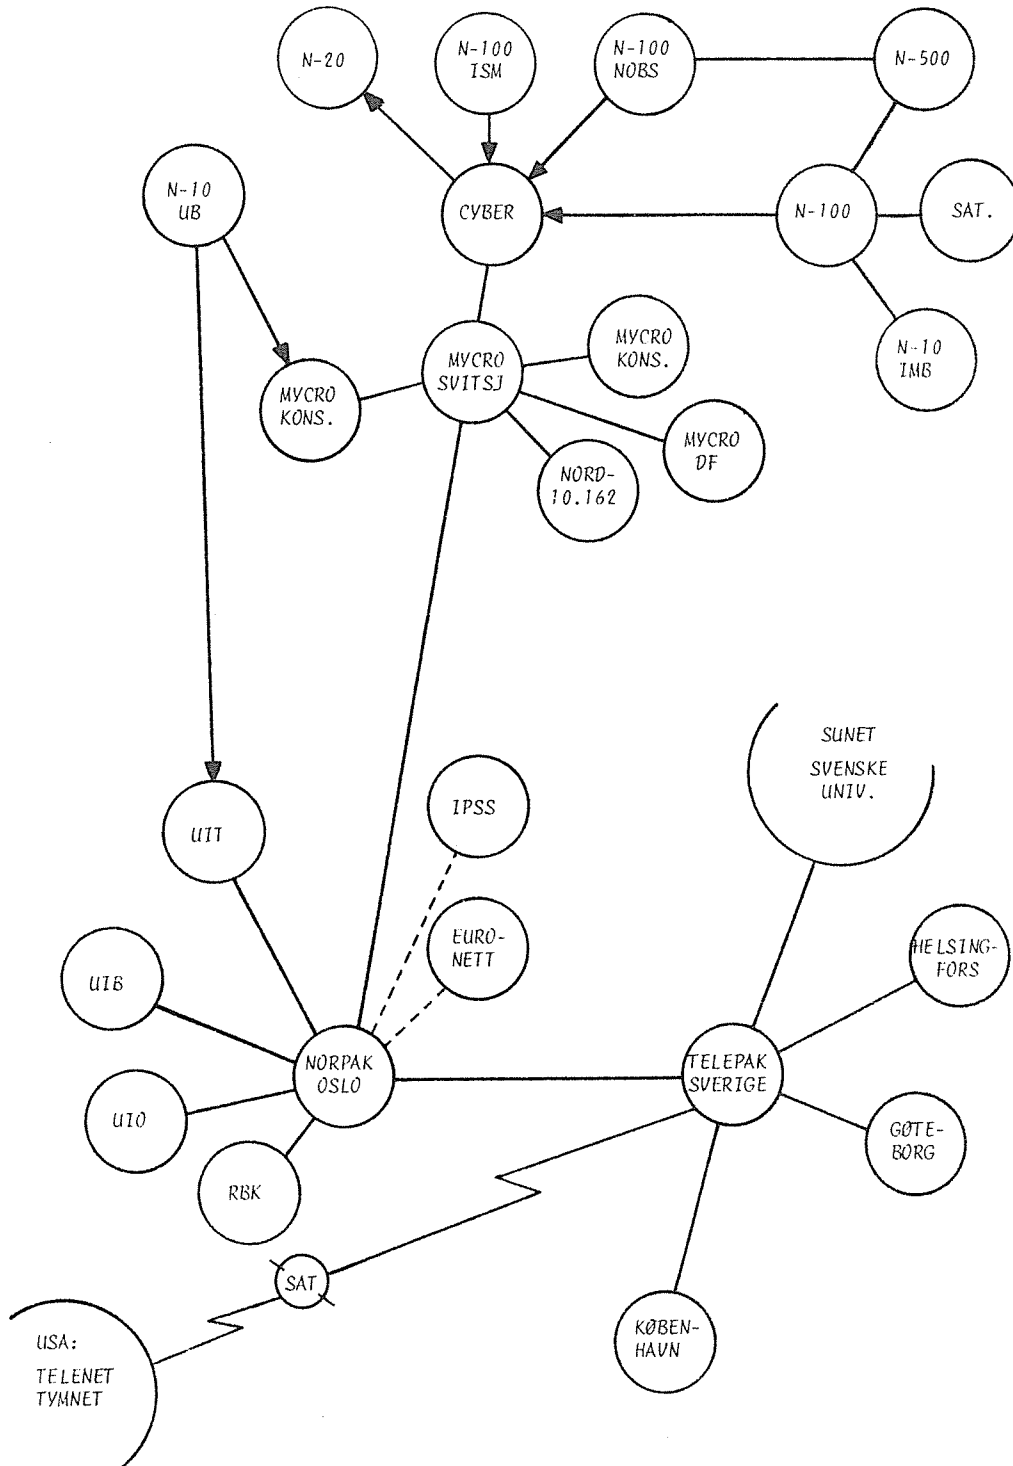 N-20
N-100
ISM
N-100
NOBS
N-500
N-10
UB
CYBER
N-100
SAT.
MYCRO
SVITSJ
MYCRO
KONS.
N-10
IMB
MYCRO
KONS.
MYCRO
DF
NORD-
10.162
SUNET
SVENSKE
UNIV.
UIT
IPSS
EURO-
NETT
HELSING-
FORS
UIB
NORPAK
OSLO
TELEPAK
SVERIGE
UIO
GØTE-
BORG
RBK
SAT
KØBEN-
HAVN
USA:
TELENET
TYMNET